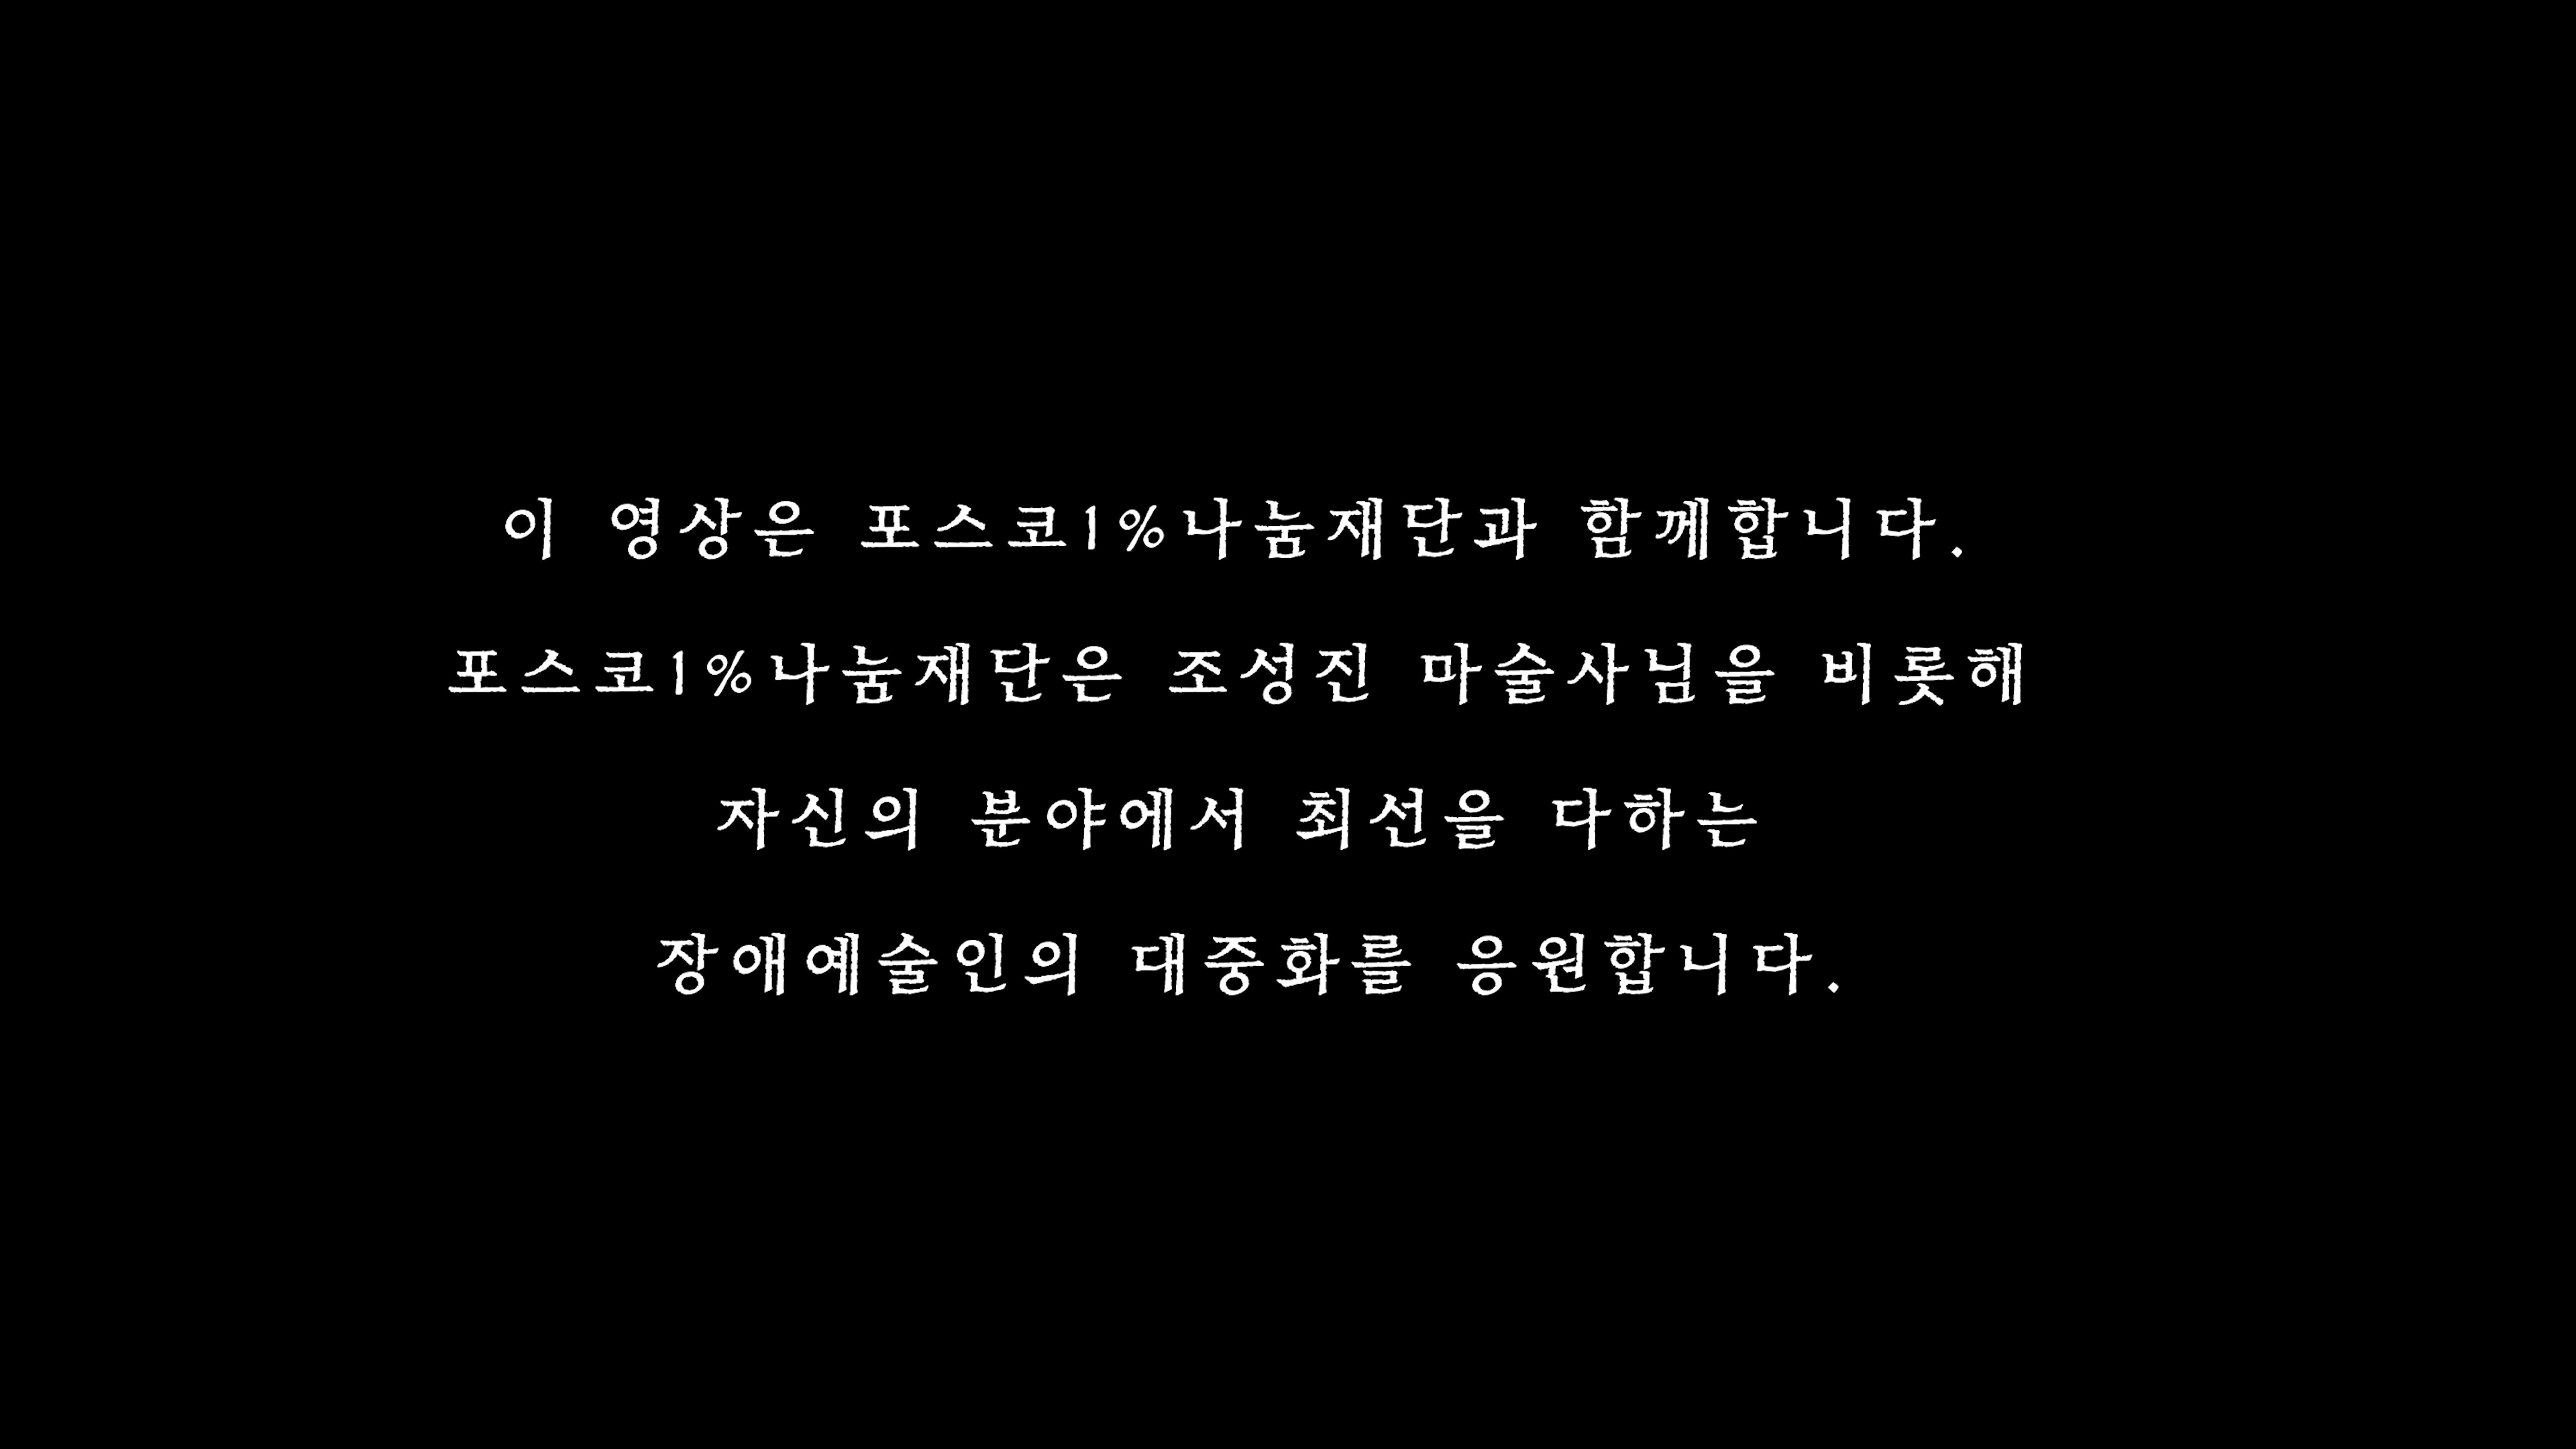 이 영상은 포스코1%나눔재단과 함께합니다.
포스코1%나눔재단은 조성진 마술사님을 비롯해
자신의 분야에서 최선을 다하는
장애예술인의 대중화를 응원합니다.